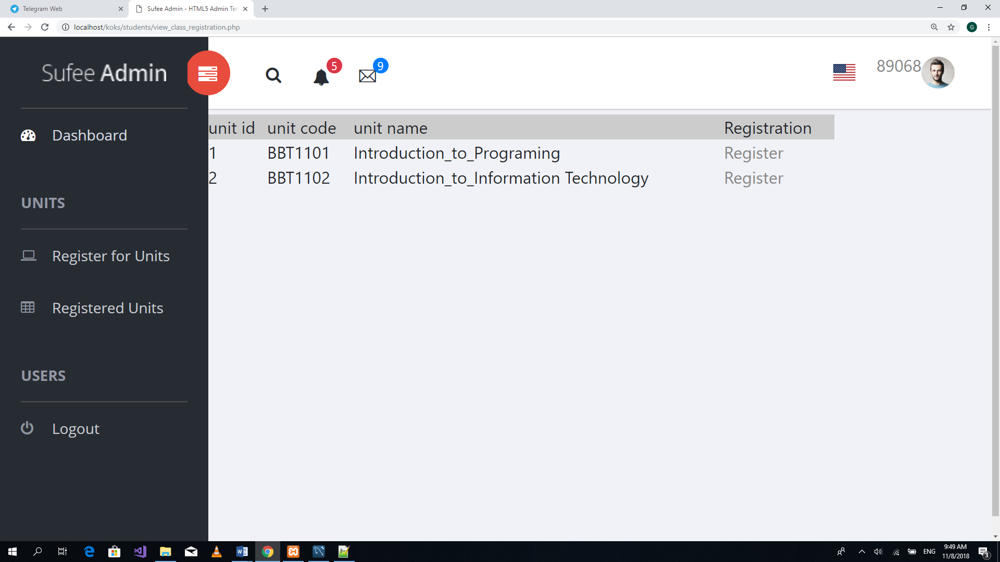 Telegram Web
Sufee Admin - HTML5 Admin Ter
localhost/koks/students/view_class_registration.php
G
Sufee Admin
5
9
89068
Dashboard
UNITS
Register for Units
Registered Units
USERS
Logout
unit id unit code unit name Registration
1 BBT1101 Introduction_to_Programing Register
2 BBT1102 Introduction_to_Information Technology Register
ENG
9:49 AM
11/8/2018
3